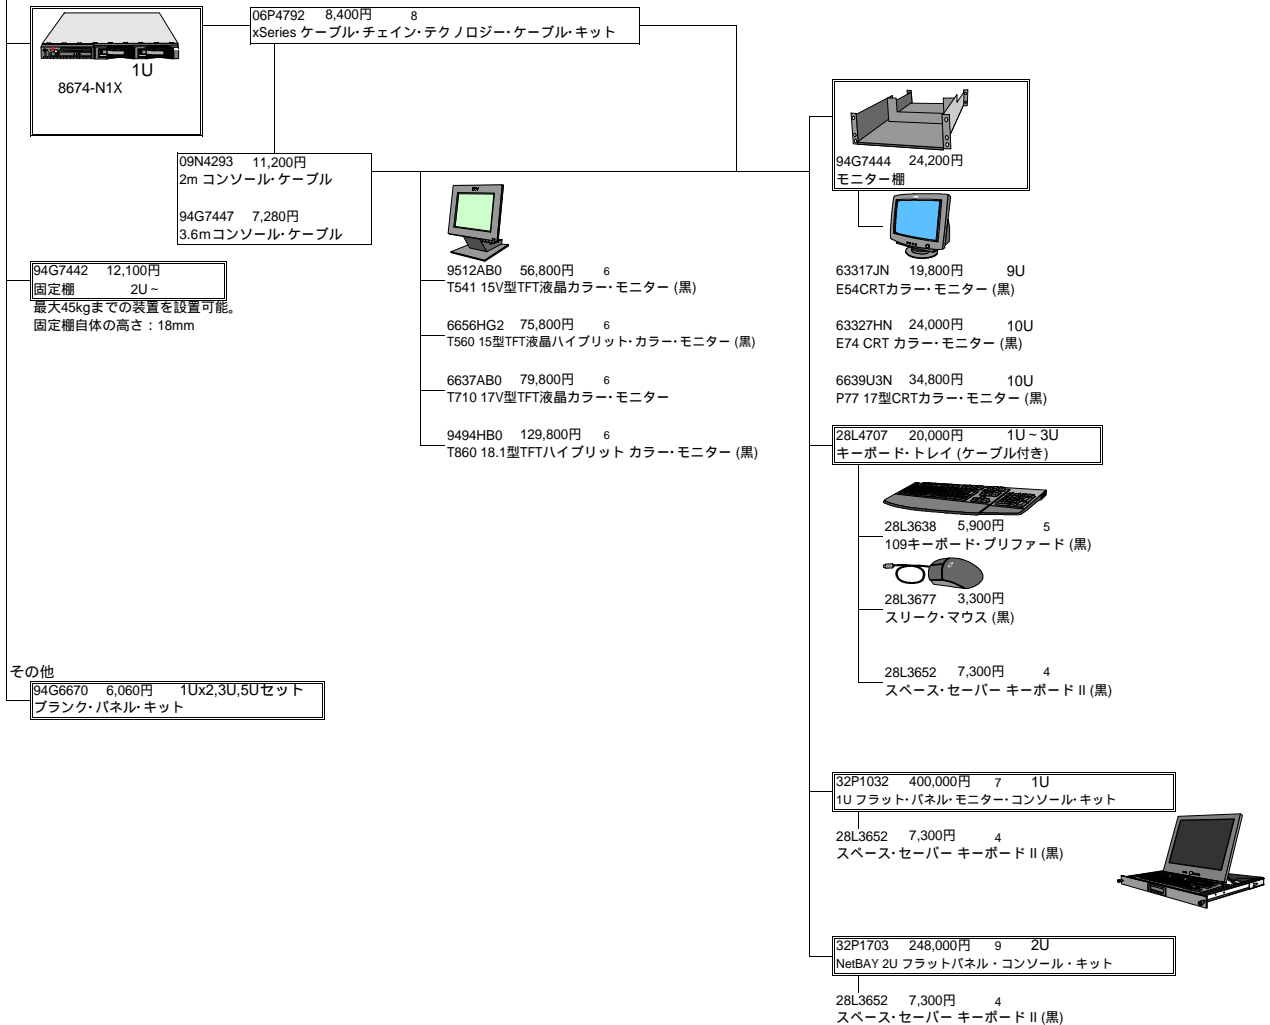 06P4792 8,400円 8
xSeries ケーブル･チェイン･テクノロジー･ケーブル･キット
1U
8674-N1X
09N4293 11,200円
2m コンソール･ケーブル
94G7447 7,280円
3.6mコンソール･ケーブル
94G7442 12,100円
固定棚 2U～
最大45kgまでの装置を設置可能。
固定棚自体の高さ：18mm
9512AB0 56,800円 6
T541 15V型TFT液晶カラー･モニター (黒)
6656HG2 75,800円 6
T560 15型TFT液晶ハイブリット･カラー･モニター (黒)
6637AB0 79,800円 6
T710 17V型TFT液晶カラー･モニター
9494HB0 129,800円 6
T860 18.1型TFTハイブリット カラー･モニター (黒)
94G7444 24,200円
モニター棚
63317JN 19,800円 9U
E54CRTカラー･モニター (黒)
63327HN 24,000円 10U
E74 CRT カラー･モニター (黒)
6639U3N 34,800円 10U
P77 17型CRTカラー･モニター (黒)
28L4707 20,000円 1U～3U
キーボード･トレイ (ケーブル付き)
28L3638 5,900円 5
109キーボード･プリファード (黒)
28L3677 3,300円
スリーク･マウス (黒)
28L3652 7,300円 4
スペース･セーバー キーボード II (黒)
その他
94G6670 6,060円 1Ux2,3U,5Uセット
ブランク･パネル･キット
32P1032 400,000円 7 1U
1U フラット･パネル･モニター･コンソール･キット
28L3652 7,300円 4
スペース･セーバー キーボード II (黒)
32P1703 248,000円 9 2U
NetBAY 2U フラットパネル・コンソール・キット
28L3652 7,300円 4
スペース･セーバー キーボード II (黒)